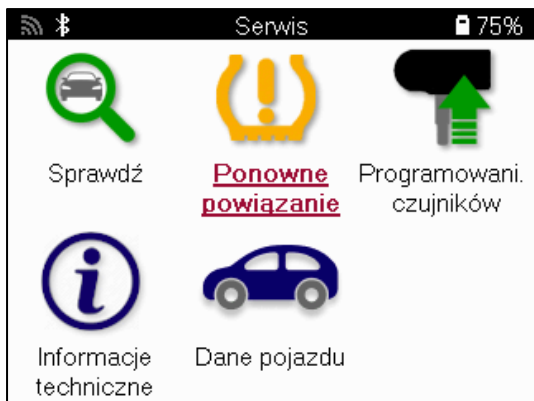 Serwis
75%
Sprawdź
Ponowne
powiązanie
Programowani.
czujników
Informacje
techniczne
Dane pojazdu